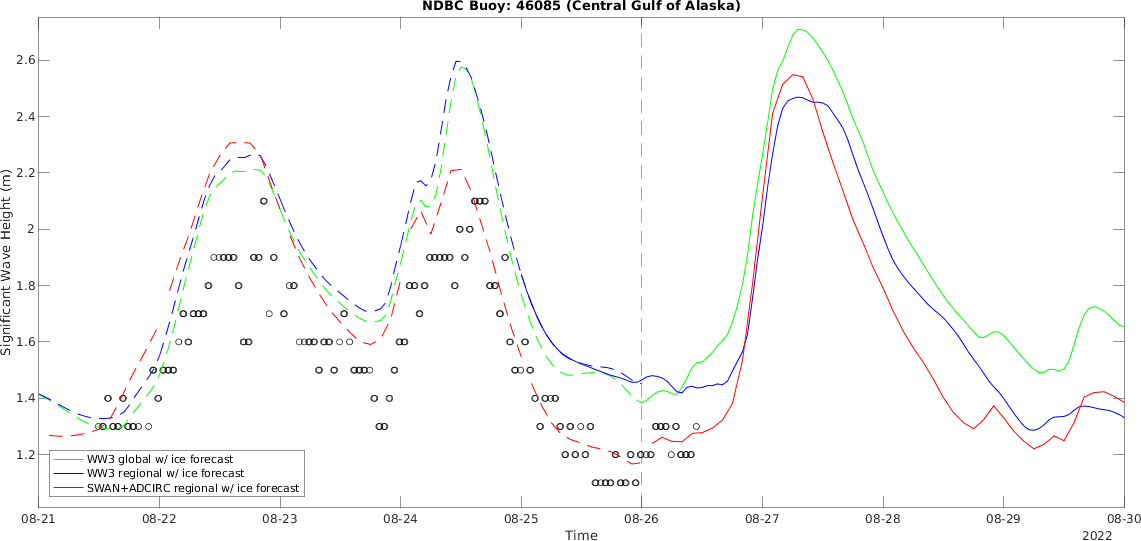 NDBC Buoy: 46085 (Central Gulf of Alaska)
Significant Wave Height (m)
2.6
2.4
2.2
2
1.8
1.6
1.4
1.2
WW3 global w/ ice forecast
WW3 regional w/ ice forecast
SWAN+ADCIRC regional w/ ice forecast
08-21 08-22 08-23 08-24 08-25 08-26 08-27 08-28 08-29 08-30
Time
2022